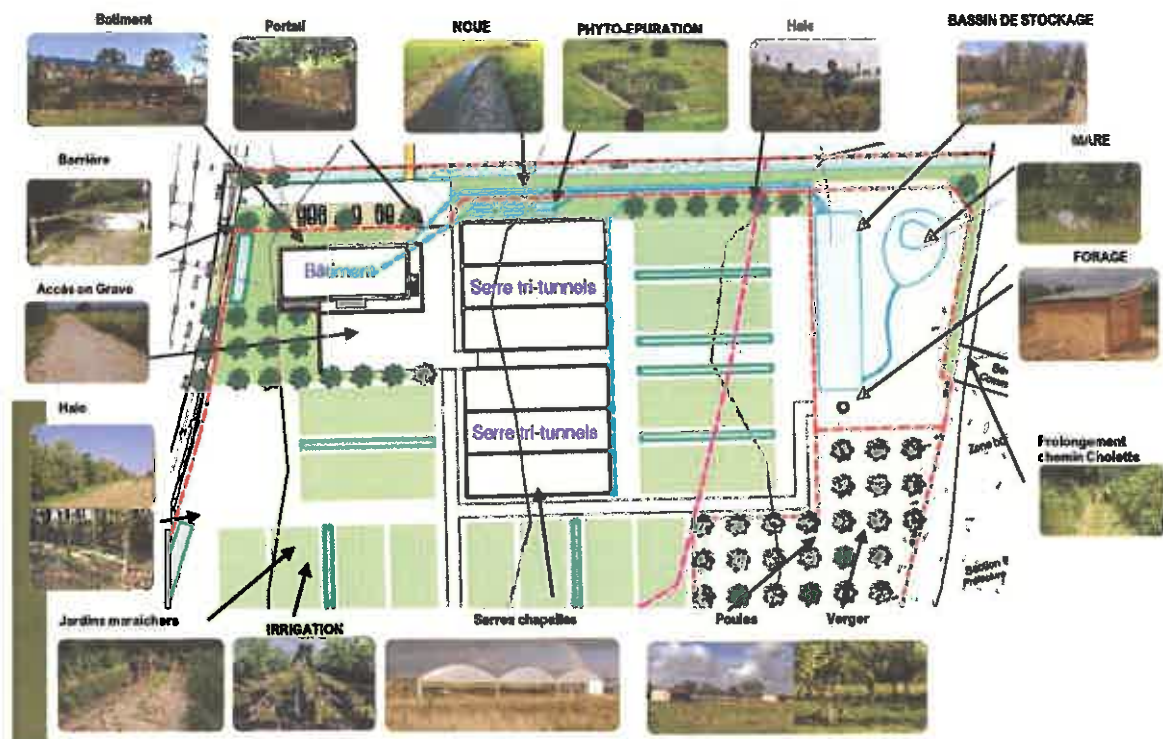 Batiment
Portail
NOUE
PHYTO-EPURATION
Haie
BASSIN DE STOCKAGE
Barrière
MARE
Bâtiment
Serre tri-tunnels
FORAGE
Accès en Grave
Haie
Serre tri-tunnels
Prolongement
chemin Cholette
Jardins maraichers
IRRIGATION
Serres chapelles
Poules
Verger